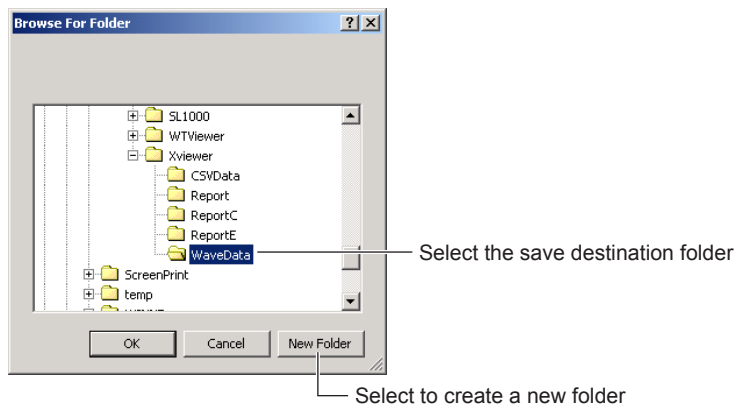 Browse For Folder
SL1000
WTViewer
Xviewer
CSVData
Report
ReportC
ReportE
WaveData
Select the save destination folder
ScreenPrint
temp
OK Cancel New Folder
Select to create a new folder